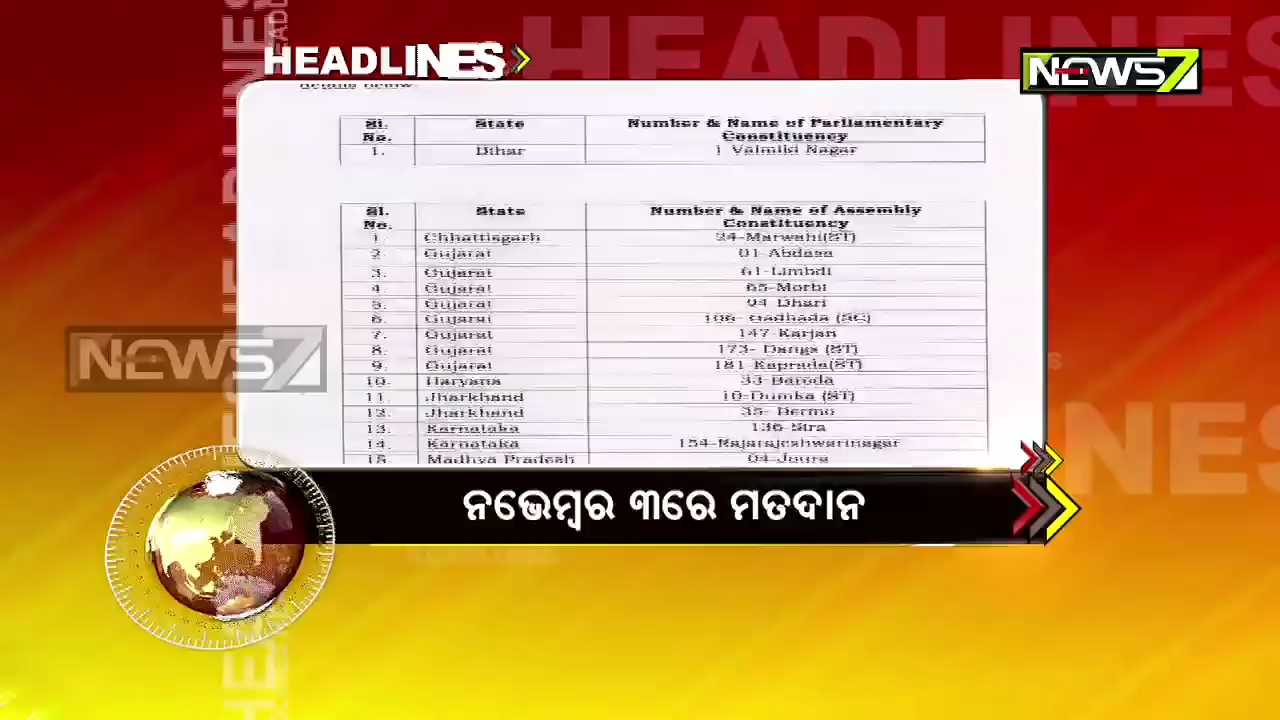 HEADLINES
NEWS7
Sl. No. State Number & Name of Parliamentary Constituency
1. Bihar 1 Valmiki Nagar
Sl. No. State Number & Name of Assembly Constituency
1 Chhattisgarh 24-Marwahi(ST)
2. Gujarat 01-Abdasa
3. Gujarat 61-Limbdi
4. Gujarat 65-Morbi
5. Gujarat 94-Dhari
6. Gujarat 106- Gadhada (SC)
7. Gujarat 147-Karjan
8. Gujarat 173- Dangs (ST)
9. Gujarat 181-Kaprada(ST)
10. Haryana 33-Baroda
11. Jharkhand 10-Dumka (ST)
12. Jharkhand 35- Bermo
13. Karnataka 136-Sira
14. Karnataka 154-Rajarajeshwarinagar
15. Madhya Pradesh 04-Joura
NEWS7
ନଭେମ୍ବର ୩ରେ ମତଦାନ